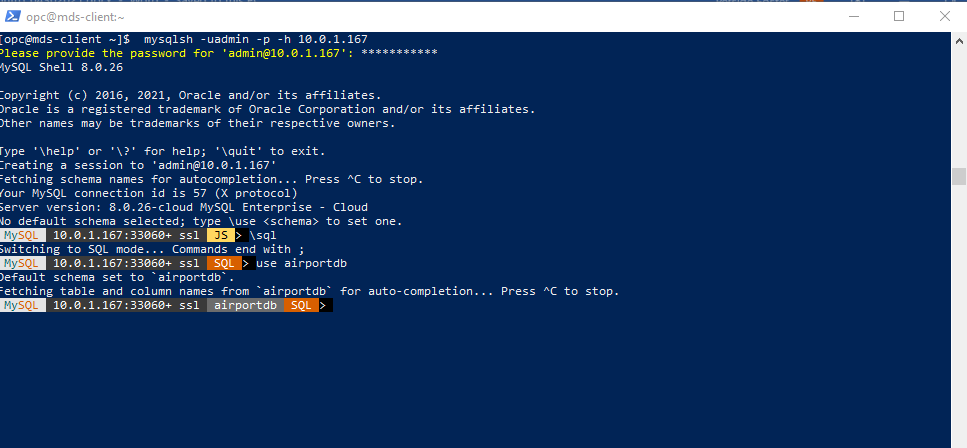 opc@mds-client:~
[opc@mds-client ~]$ mysqlsh -uadmin -p -h 10.0.1.167
Please provide the password for 'admin@10.0.1.167': ***********
MySQL Shell 8.0.26
Copyright (c) 2016, 2021, Oracle and/or its affiliates.
Oracle is a registered trademark of Oracle Corporation and/or its affiliates.
Other names may be trademarks of their respective owners.
Type '\help' or '\?' for help; '\quit' to exit.
Creating a session to 'admin@10.0.1.167'
Fetching schema names for autocompletion... Press ^C to stop.
Your MySQL connection id is 57 (X protocol)
Server version: 8.0.26-cloud MySQL Enterprise - Cloud
No default schema selected; type \use <schema> to set one.
MySQL 10.0.1.167:33060+ ssl JS > \sql
Switching to SQL mode... Commands end with ;
MySQL 10.0.1.167:33060+ ssl SQL > use airportdb
Default schema set to `airportdb`.
Fetching table and column names from `airportdb` for auto-completion... Press ^C to stop.
MySQL 10.0.1.167:33060+ ssl airportdb SQL >